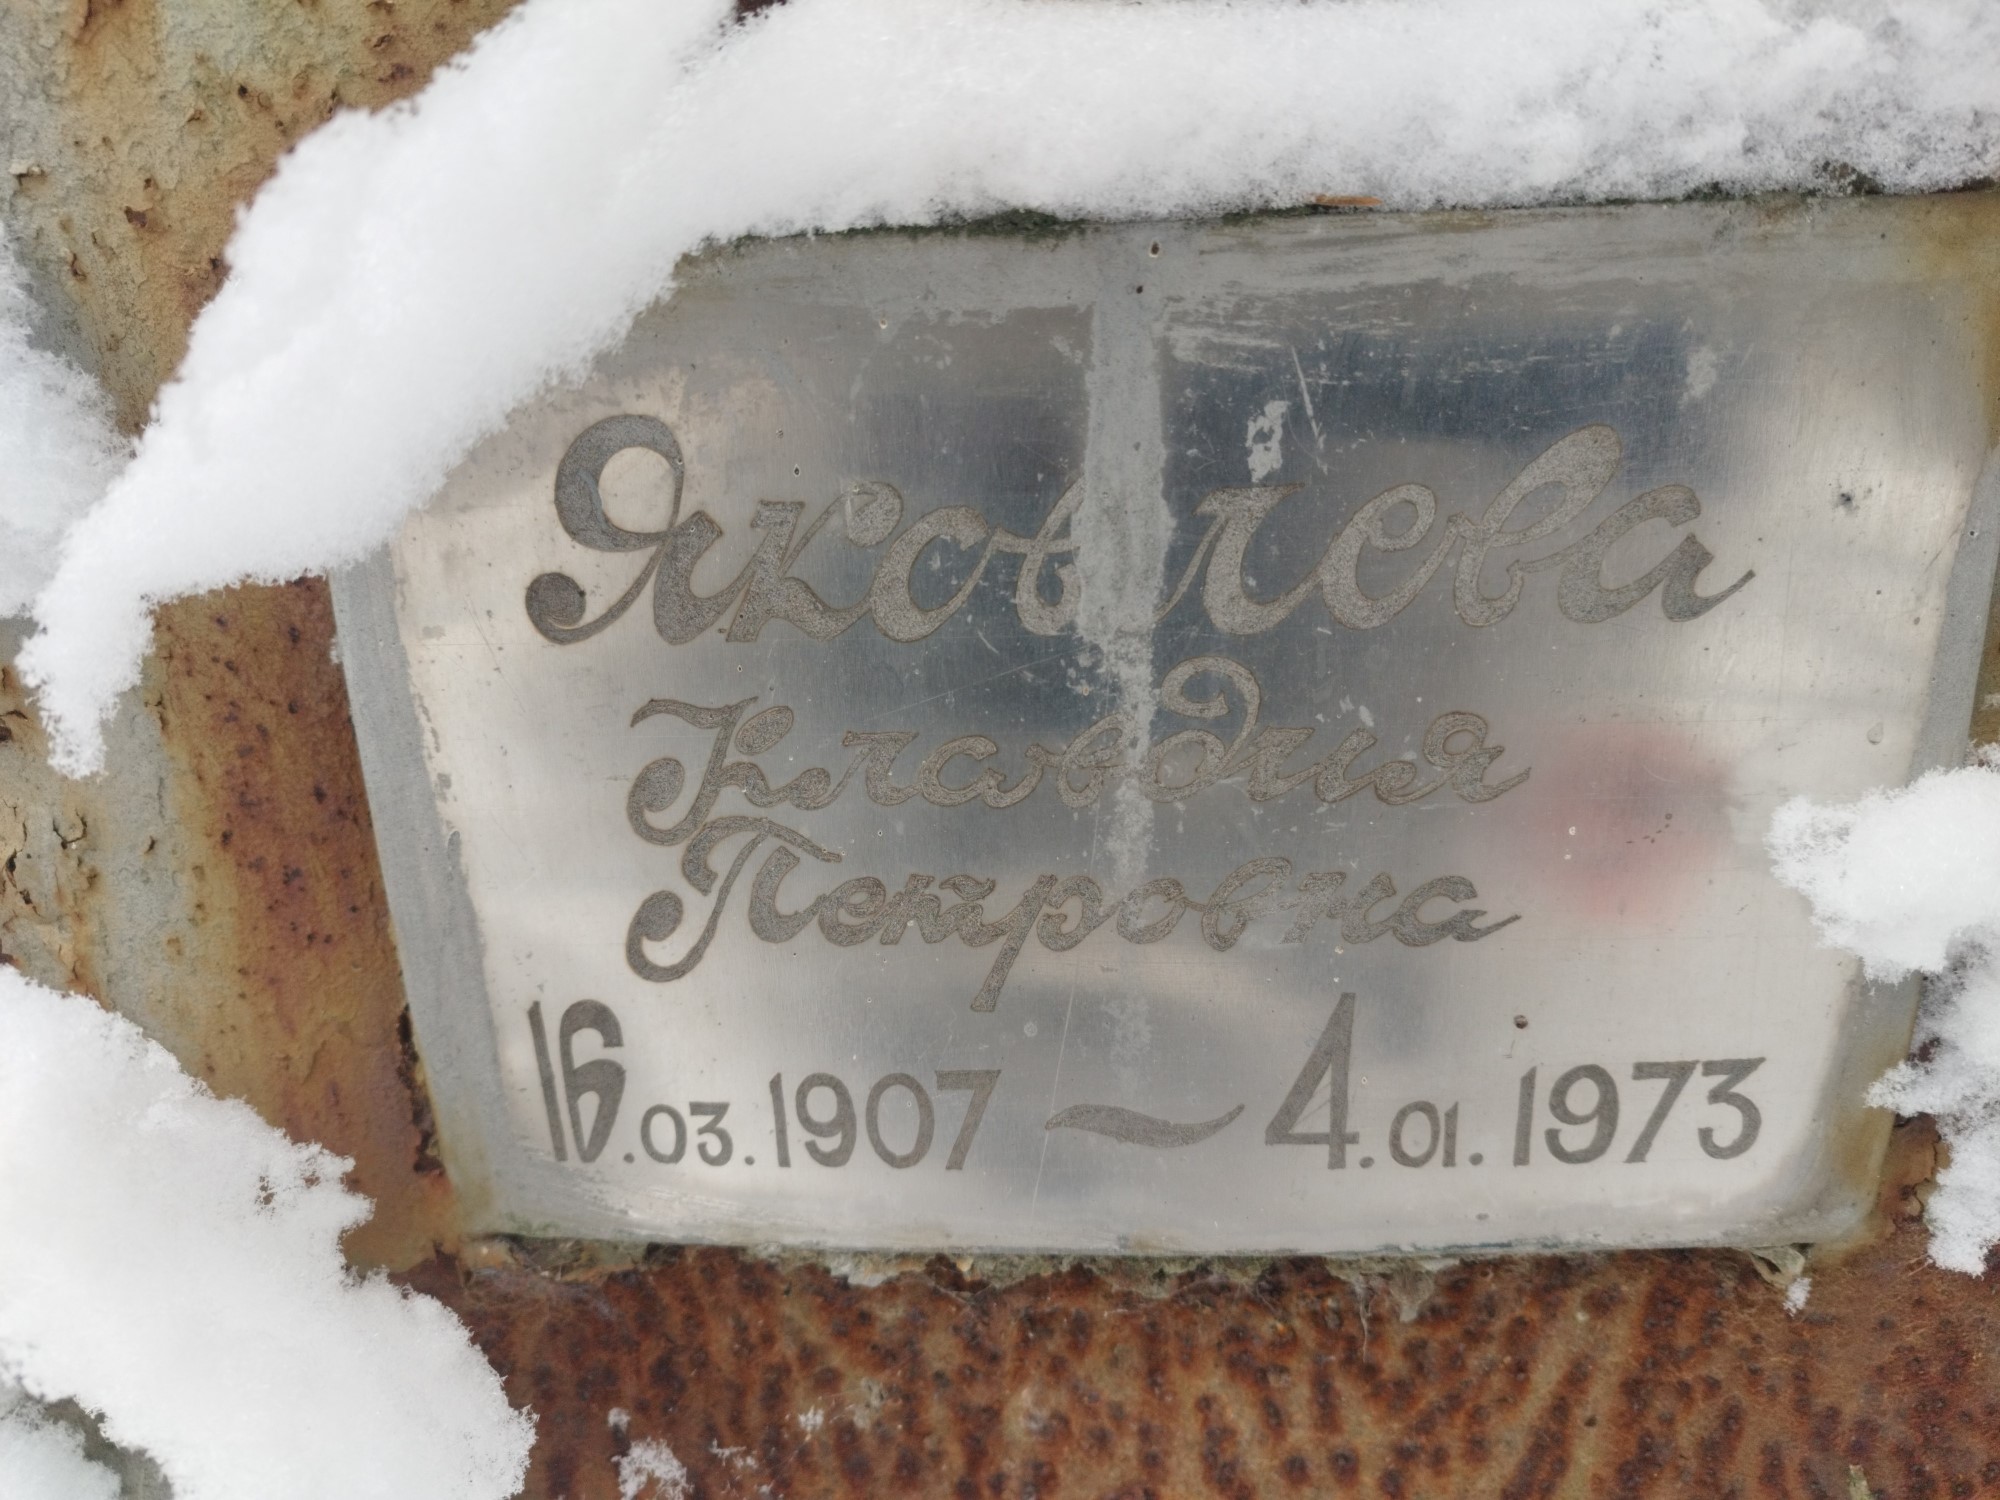 Яковлева
Клавдия
Петровна
16.03.1907 ~ 4.01.1973